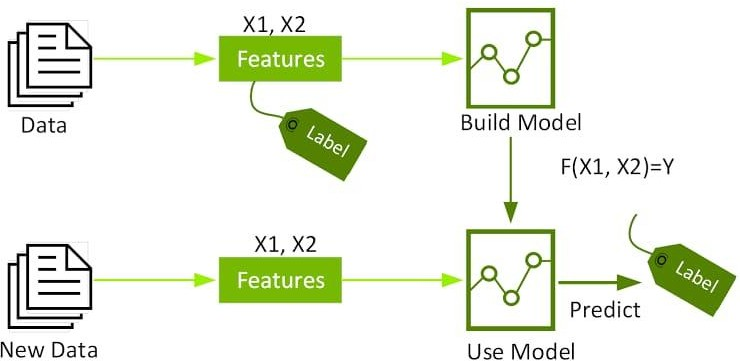 X1, X2
Features
Label
Data
Build Model
F(X1, X2)=Y
X1, X2
Features
Label
Predict
New Data
Use Model